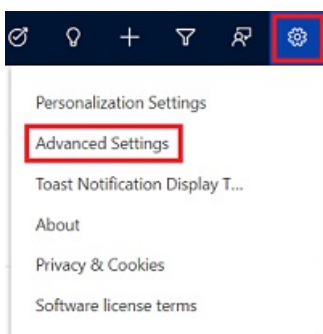 Personalization Settings
Advanced Settings
Toast Notification Display T...
About
Privacy & Cookies
Software license terms